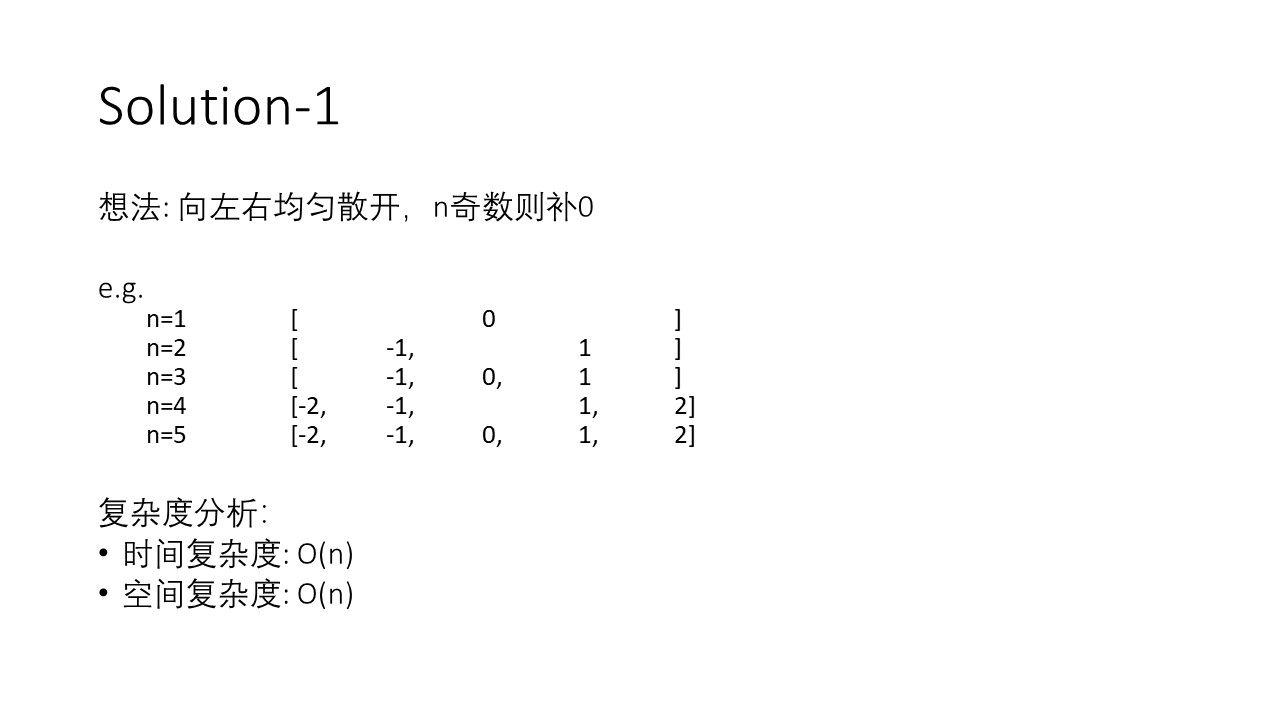 Solution-1
想法: 向左右均匀散开，n奇数则补0
e.g.
n=1 [ 0 ]
n=2 [ -1, 1 ]
n=3 [ -1, 0, 1 ]
n=4 [-2, -1, 1, 2]
n=5 [-2, -1, 0, 1, 2]
复杂度分析：
• 时间复杂度: O(n)
• 空间复杂度: O(n)